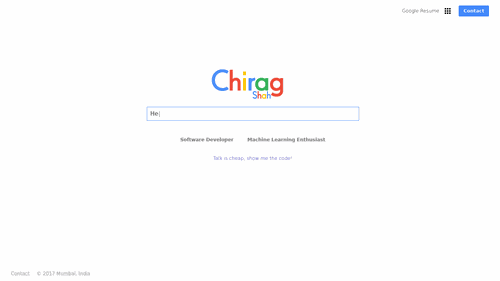 Google Resume
Contact
Chirag
Shah
He|
Software Developer
Machine Learning Enthusiast
Talk is cheap, show me the code!
Contact
© 2017 Mumbai, India